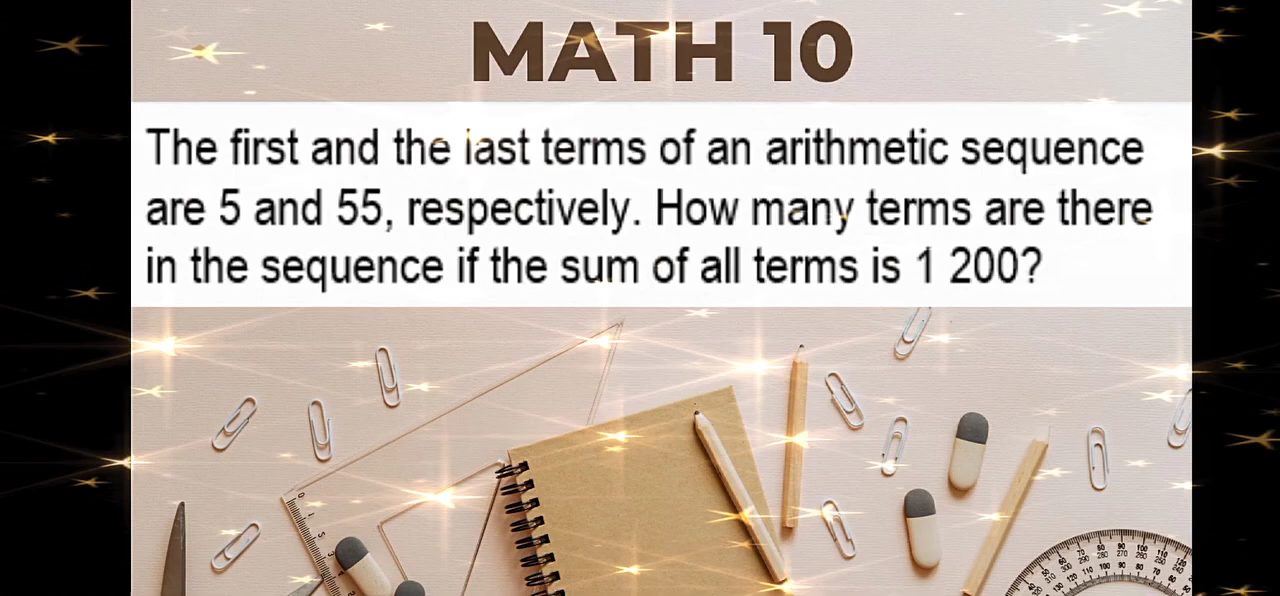 MATH 10
The first and the last terms of an arithmetic sequence
are 5 and 55, respectively. How many terms are there
in the sequence if the sum of all terms is 1 200?